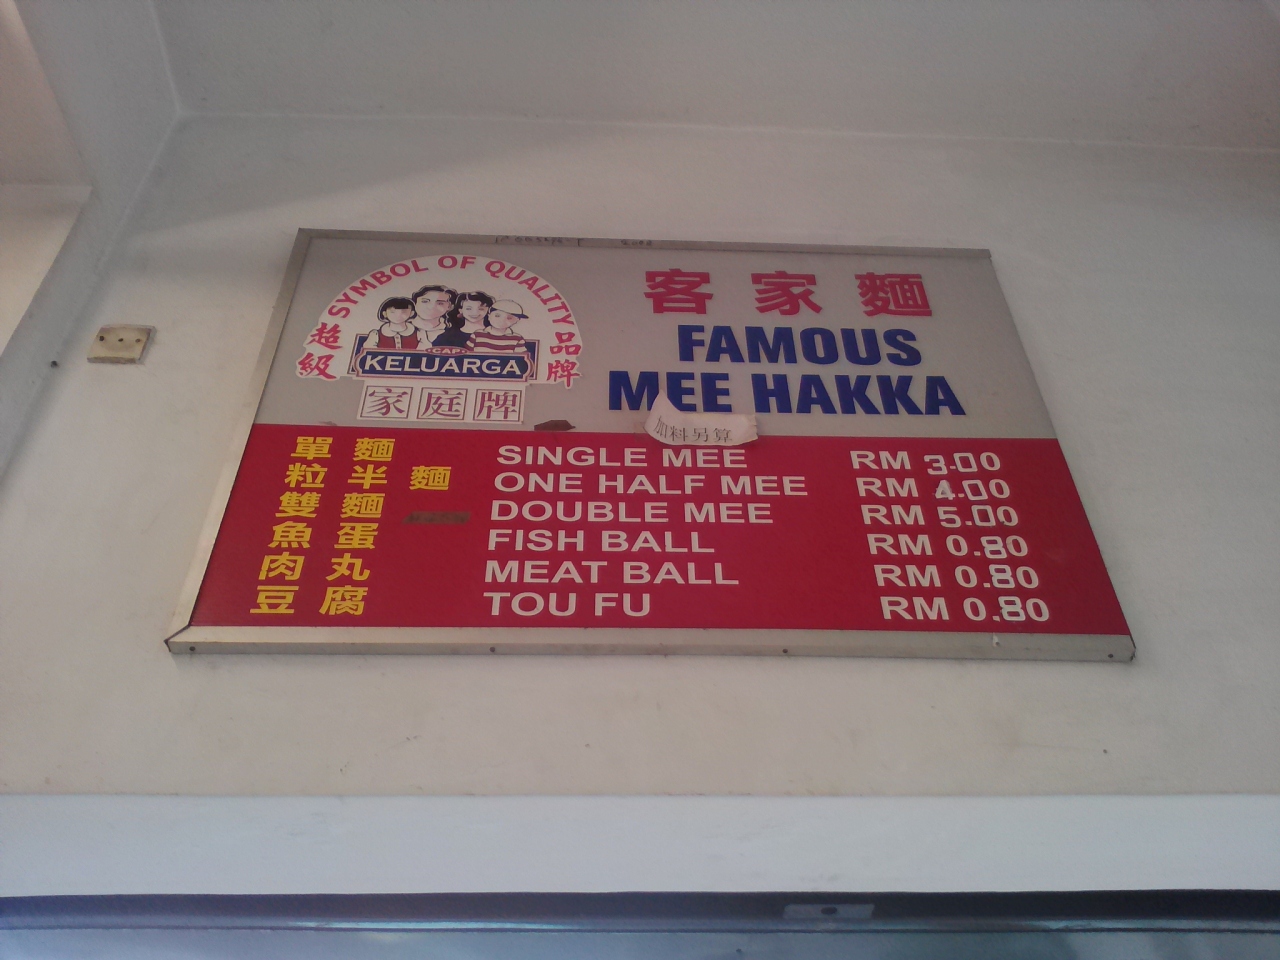 SYMBOL OF QUALITY
超級
品牌
CAP
KELUARGA
家庭牌
客家麵
FAMOUS
MEE HAKKA
加料另算
單麵 SINGLE MEE RM 3.00
粒半麵 ONE HALF MEE RM 4.00
雙麵 DOUBLE MEE RM 5.00
魚蛋 FISH BALL RM 0.80
肉丸 MEAT BALL RM 0.80
豆腐 TOU FU RM 0.80